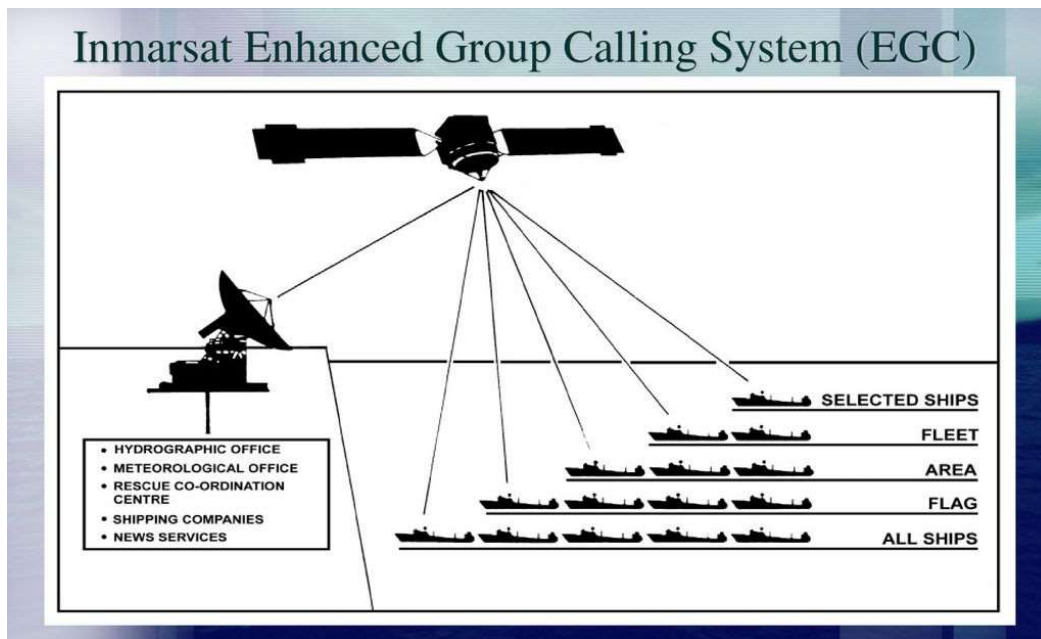 Inmarsat Enhanced Group Calling System (EGC)
SELECTED SHIPS
FLEET
AREA
FLAG
ALL SHIPS
• HYDROGRAPHIC OFFICE
• METEOROLOGICAL OFFICE
• RESCUE CO-ORDINATION
CENTRE
• SHIPPING COMPANIES
• NEWS SERVICES